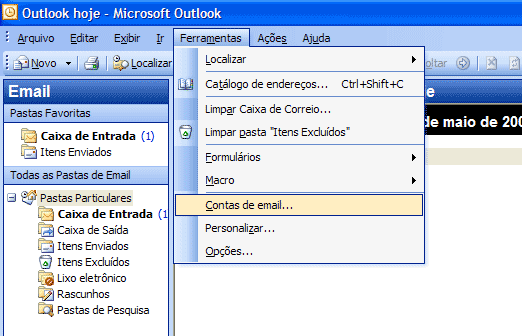 Outlook hoje - Microsoft Outlook
Arquivo Editar Exibir Ir Ferramentas Ações Ajuda
Novo Localizar
Localizar
Catálogo de endereços... Ctrl+Shift+C
Limpar Caixa de Correio...
Limpar pasta "Itens Excluídos"
Formulários
Macro
Contas de email...
Personalizar...
Opções...
Email
de maio de 200
Pastas Favoritas
Caixa de Entrada (1)
Itens Enviados
Todas as Pastas de Email
Pastas Particulares
Caixa de Entrada (1
Caixa de Saída
Itens Enviados
Itens Excluídos
Lixo eletrônico
Rascunhos
Pastas de Pesquisa